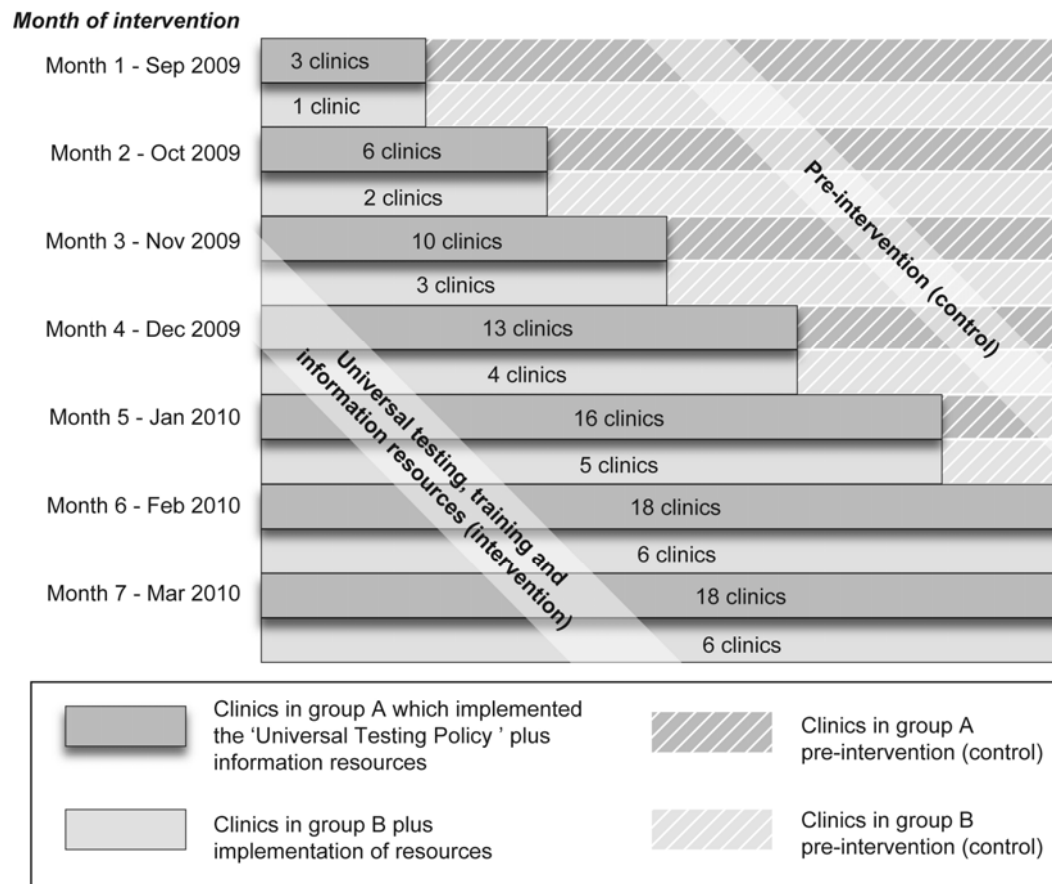 Month of intervention
Month 1 - Sep 2009
3 clinics
1 clinic
Month 2 - Oct 2009
6 clinics
2 clinics
Month 3 - Nov 2009
10 clinics
3 clinics
Month 4 - Dec 2009
13 clinics
4 clinics
Month 5 - Jan 2010
16 clinics
5 clinics
Month 6 - Feb 2010
18 clinics
6 clinics
Month 7 - Mar 2010
18 clinics
6 clinics
Pre-intervention (control)
Universal testing, training and
information resources (intervention)
Clinics in group A which implemented
the ‘Universal Testing Policy ’ plus
information resources
Clinics in group B plus
implementation of resources
Clinics in group A
pre-intervention (control)
Clinics in group B
pre-intervention (control)